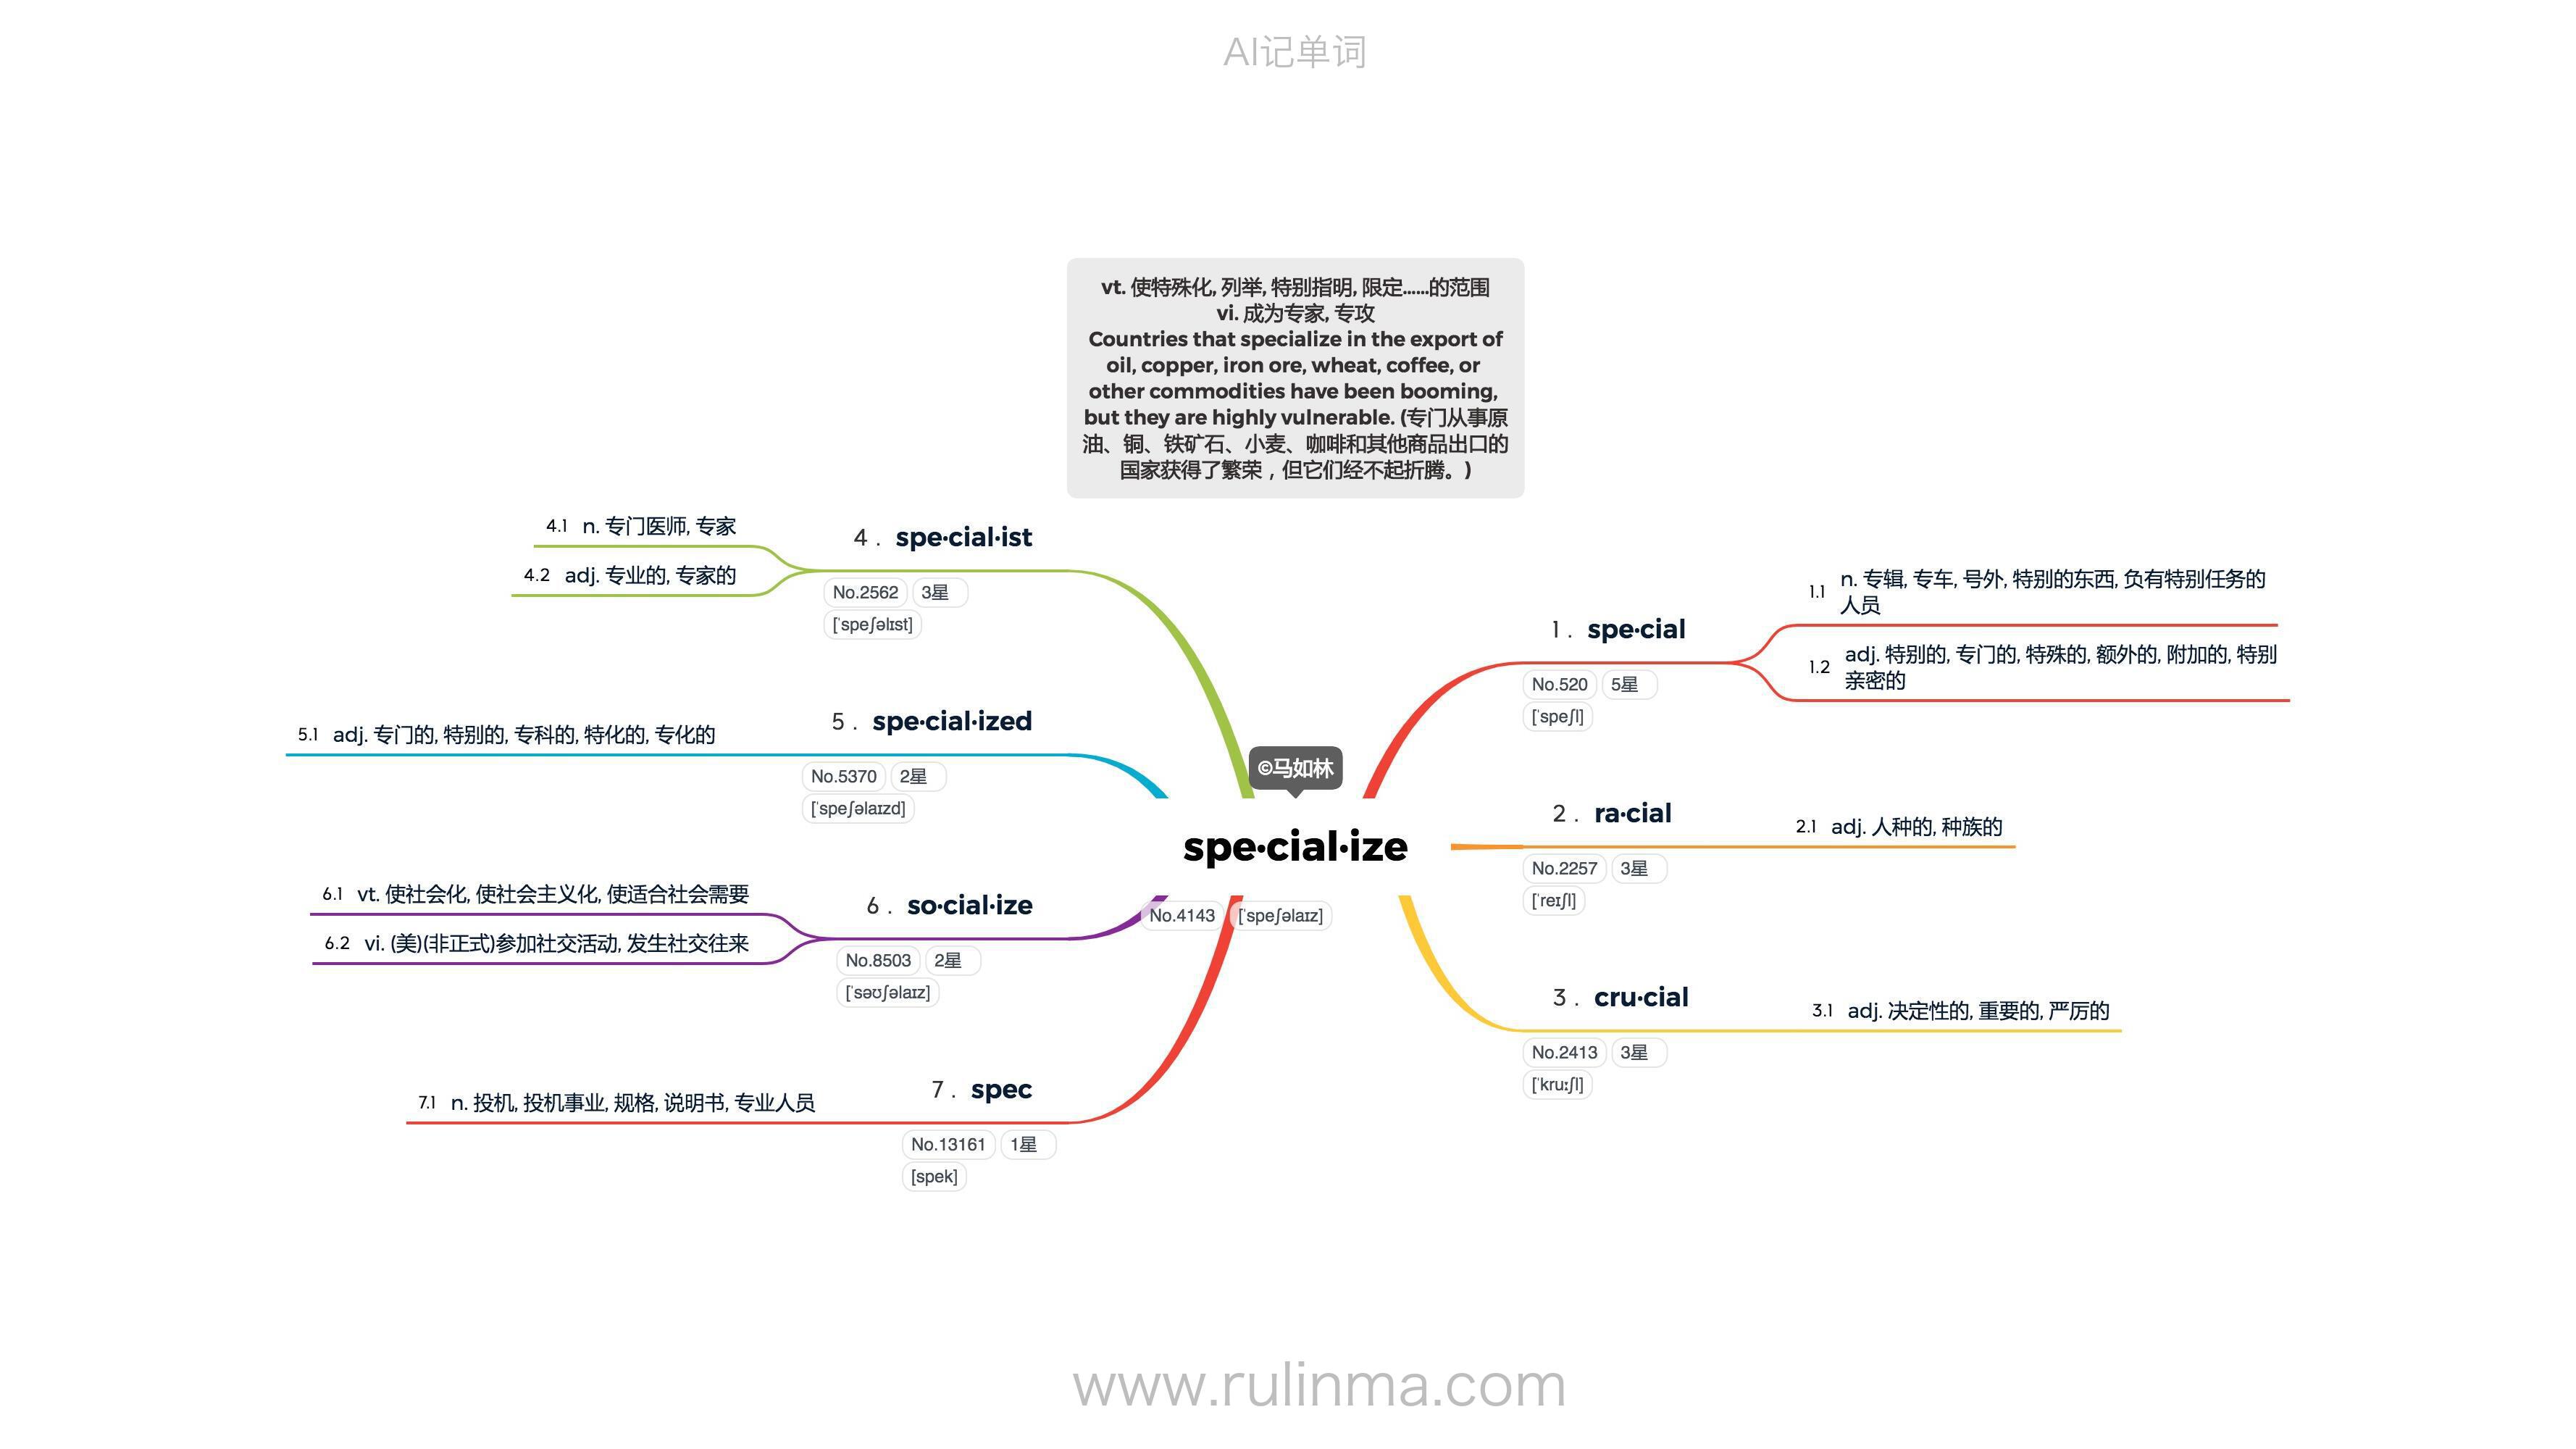 AI记单词
vt. 使特殊化, 列举, 特别指明, 限定……的范围
vi. 成为专家, 专攻
Countries that specialize in the export of
oil, copper, iron ore, wheat, coffee, or
other commodities have been booming,
but they are highly vulnerable. (专门从事原
油、铜、铁矿石、小麦、咖啡和其他商品出口的
国家获得了繁荣，但它们经不起折腾。)
©马如林
spe·cial·ize
No.4143 [ˈspeʃəlaɪz]
1 . spe·cial
No.520 5星
[ˈspeʃl]
1.1 n. 专辑, 专车, 号外, 特别的东西, 负有特别任务的
人员
1.2 adj. 特别的, 专门的, 特殊的, 额外的, 附加的, 特别
亲密的
2 . ra·cial
No.2257 3星
[ˈreɪʃl]
2.1 adj. 人种的, 种族的
3 . cru·cial
No.2413 3星
[ˈkruːʃl]
3.1 adj. 决定性的, 重要的, 严厉的
4 . spe·cial·ist
No.2562 3星
[ˈspeʃəlɪst]
4.1 n. 专门医师, 专家
4.2 adj. 专业的, 专家的
5 . spe·cial·ized
No.5370 2星
[ˈspeʃəlaɪzd]
5.1 adj. 专门的, 特别的, 专科的, 特化的, 专化的
6 . so·cial·ize
No.8503 2星
[ˈsəʊʃəlaɪz]
6.1 vt. 使社会化, 使社会主义化, 使适合社会需要
6.2 vi. (美)(非正式)参加社交活动, 发生社交往来
7 . spec
No.13161 1星
[spek]
7.1 n. 投机, 投机事业, 规格, 说明书, 专业人员
www.rulinma.com